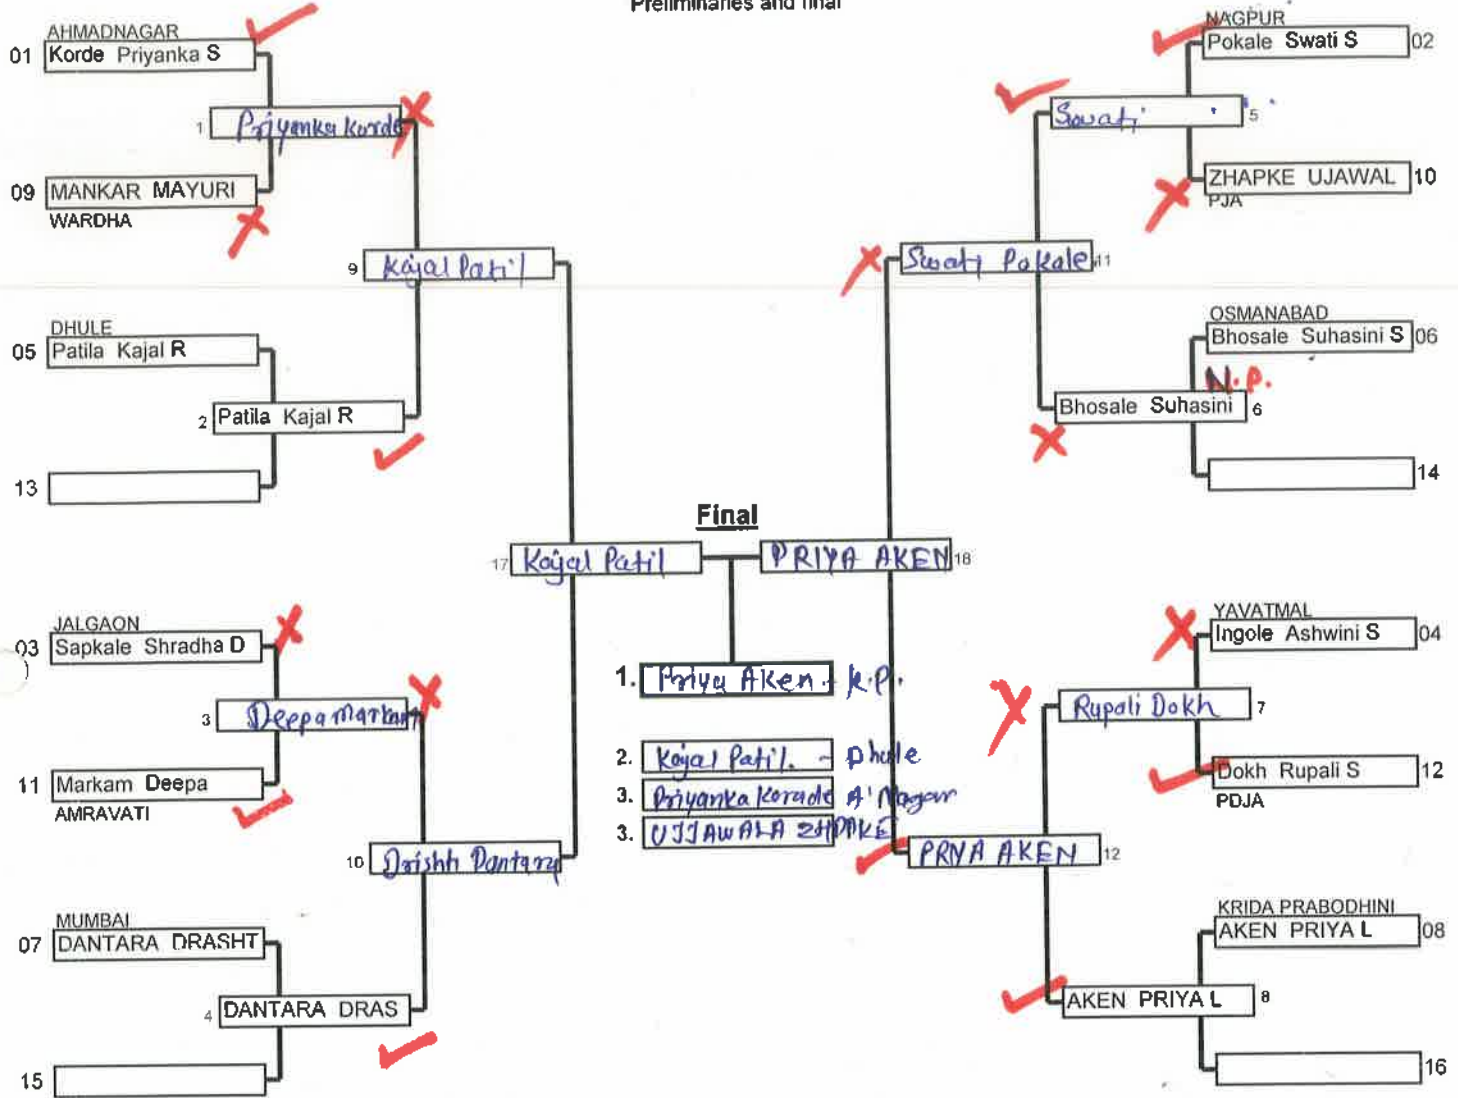 Preliminaries and final
AHMADNAGAR
01 Korde Priyanka S
1 Priyanka Korde
09 MANKAR MAYURI
WARDHA
9 Kajal Patil
DHULE
05 Patila Kajal R
2 Patila Kajal R
13
17 Kajal Patil
JALGAON
03 Sapkale Shradha D
3 Deepa Markam
11 Markam Deepa
AMRAVATI
10 Drishti Dantara
MUMBAI
07 DANTARA DRASHT
4 DANTARA DRAS
15
Final
1. Priya Aken - K.P.
2. Kajal Patil. - Dhule
3. Priyanka Korade A'Nagar
3. UJJAWALA ZHPAKE
NAGPUR
Pokale Swati S 02
Swati 5
ZHAPKE UJAWAL 10
PJA
Swati Pokale 11
OSMANABAD
Bhosale Suhasini S 06
N.P.
Bhosale Suhasini 6
14
PRIYA AKEN 18
YAVATMAL
Ingole Ashwini S 04
Rupali Dokh 7
Dokh Rupali S 12
PDJA
PRIYA AKEN 12
KRIDA PRABODHINI
AKEN PRIYA L 08
AKEN PRIYA L 8
16